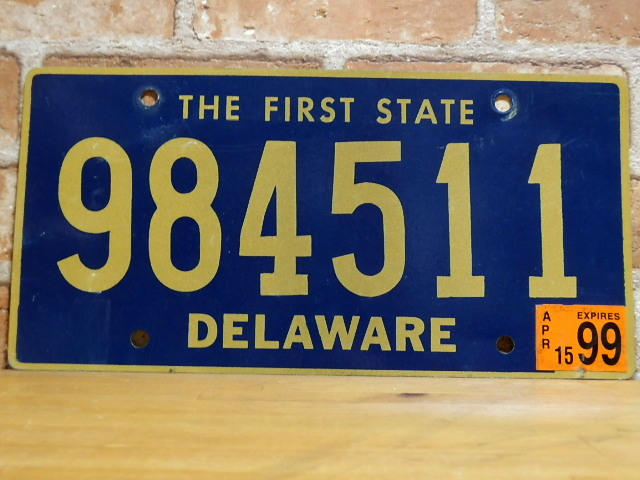 THE FIRST STATE
984511
DELAWARE
APR
EXPIRES
15 99